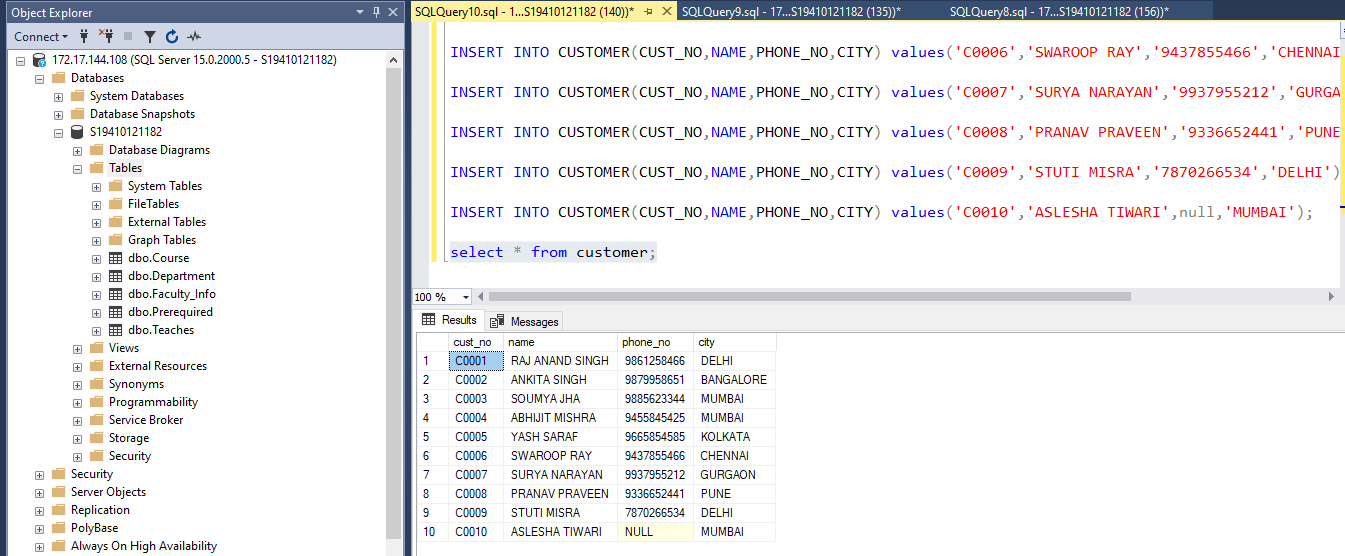 Object Explorer
Connect
172.17.144.108 (SQL Server 15.0.2000.5 - S19410121182)
Databases
System Databases
Database Snapshots
S19410121182
Database Diagrams
Tables
System Tables
FileTables
External Tables
Graph Tables
dbo.Course
dbo.Department
dbo.Faculty_Info
dbo.Prerequired
dbo.Teaches
Views
External Resources
Synonyms
Programmability
Service Broker
Storage
Security
Security
Server Objects
Replication
PolyBase
Always On High Availability
SQLQuery10.sql - 1...S19410121182 (140))* SQLQuery9.sql - 17...S19410121182 (135))* SQLQuery8.sql - 17...S19410121182 (156))*
INSERT INTO CUSTOMER(CUST_NO,NAME,PHONE_NO,CITY) values('C0006','SWAROOP RAY','9437855466','CHENNAI
INSERT INTO CUSTOMER(CUST_NO,NAME,PHONE_NO,CITY) values('C0007','SURYA NARAYAN','9937955212','GURGA
INSERT INTO CUSTOMER(CUST_NO,NAME,PHONE_NO,CITY) values('C0008','PRANAV PRAVEEN','9336652441','PUNE
INSERT INTO CUSTOMER(CUST_NO,NAME,PHONE_NO,CITY) values('C0009','STUTI MISRA','7870266534','DELHI')
INSERT INTO CUSTOMER(CUST_NO,NAME,PHONE_NO,CITY) values('C0010','ASLESHA TIWARI',null,'MUMBAI');
select * from customer;
100 %
Results Messages
cust_no name phone_no city
1 C0001 RAJ ANAND SINGH 9861258466 DELHI
2 C0002 ANKITA SINGH 9879958651 BANGALORE
3 C0003 SOUMYA JHA 9885623344 MUMBAI
4 C0004 ABHIJIT MISHRA 9455845425 MUMBAI
5 C0005 YASH SARAF 9665854585 KOLKATA
6 C0006 SWAROOP RAY 9437855466 CHENNAI
7 C0007 SURYA NARAYAN 9937955212 GURGAON
8 C0008 PRANAV PRAVEEN 9336652441 PUNE
9 C0009 STUTI MISRA 7870266534 DELHI
10 C0010 ASLESHA TIWARI NULL MUMBAI